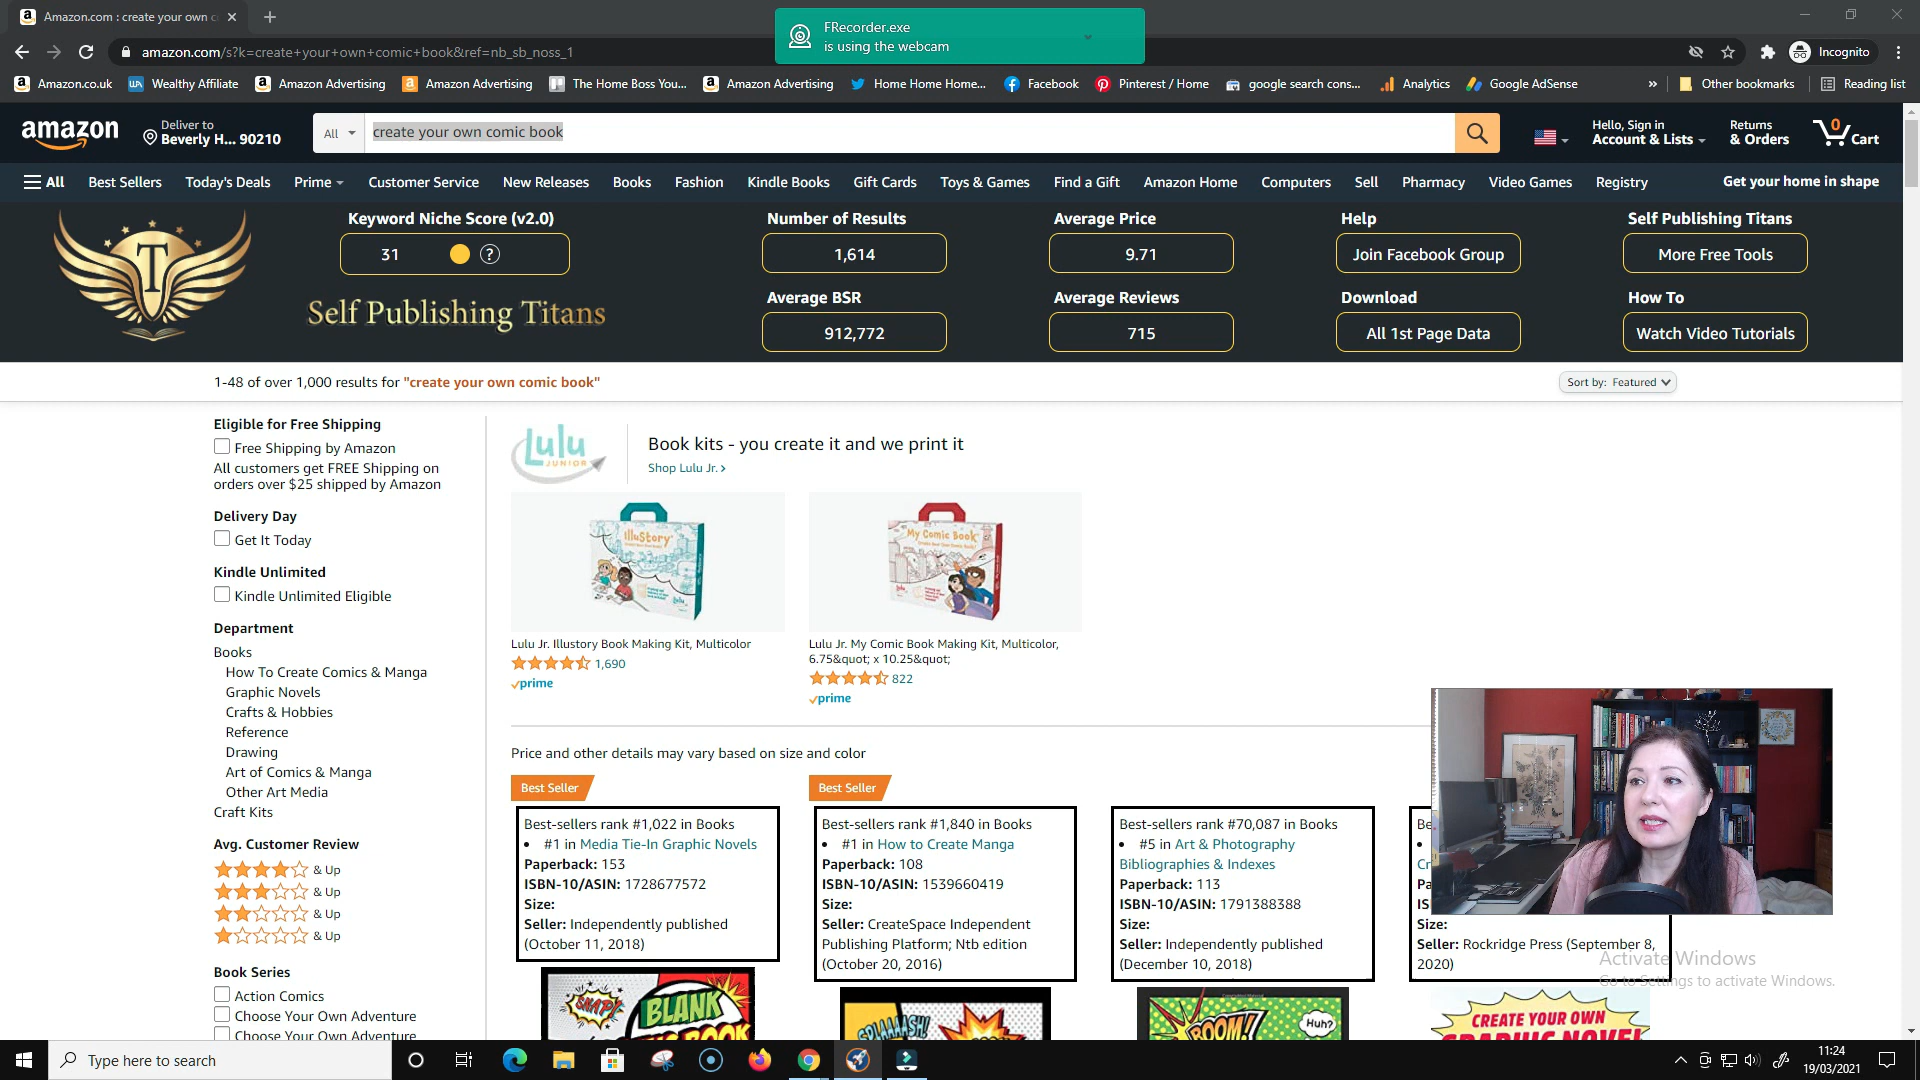 Amazon.com : create your own c
FRecorder.exe
is using the webcam
amazon.com/s?k=create+your+own+comic+book&ref=nb_sb_noss_1
Incognito
Amazon.co.uk
Wealthy Affiliate
Amazon Advertising
Amazon Advertising
The Home Boss You...
Amazon Advertising
Home Home Home...
Facebook
Pinterest / Home
google search cons...
Analytics
Google AdSense
»
Other bookmarks
Reading list
amazon
Deliver to
Beverly H... 90210
All
create your own comic book
Hello, Sign in
Account & Lists
Returns
& Orders
0
Cart
All
Best Sellers
Today's Deals
Prime
Customer Service
New Releases
Books
Fashion
Kindle Books
Gift Cards
Toys & Games
Find a Gift
Amazon Home
Computers
Sell
Pharmacy
Video Games
Registry
Get your home in shape
T
Self Publishing Titans
Keyword Niche Score (v2.0)
31
?
Number of Results
1,614
Average Price
9.71
Help
Join Facebook Group
Self Publishing Titans
More Free Tools
Average BSR
912,772
Average Reviews
715
Download
All 1st Page Data
How To
Watch Video Tutorials
1-48 of over 1,000 results for "create your own comic book"
Sort by: Featured
Eligible for Free Shipping
Free Shipping by Amazon
All customers get FREE Shipping on
orders over $25 shipped by Amazon
Delivery Day
Get It Today
Kindle Unlimited
Kindle Unlimited Eligible
Department
Books
How To Create Comics & Manga
Graphic Novels
Crafts & Hobbies
Reference
Drawing
Art of Comics & Manga
Other Art Media
Craft Kits
Avg. Customer Review
& Up
& Up
& Up
& Up
Book Series
Action Comics
Choose Your Own Adventure
Choose Your Own Adventure
Lulu
JUNIOR
Book kits - you create it and we print it
Shop Lulu Jr. ›
IlluStory
Lulu
My Comic Book
Lulu
Lulu Jr. Illustory Book Making Kit, Multicolor
1,690
prime
Lulu Jr. My Comic Book Making Kit, Multicolor,
6.75&quot; x 10.25&quot;
822
prime
Price and other details may vary based on size and color
Best Seller
Best-sellers rank #1,022 in Books
• #1 in Media Tie-In Graphic Novels
Paperback: 153
ISBN-10/ASIN: 1728677572
Size:
Seller: Independently published
(October 11, 2018)
SNAP!
BLANK
BOOK
Best Seller
Best-sellers rank #1,840 in Books
• #1 in How to Create Manga
Paperback: 108
ISBN-10/ASIN: 1539660419
Size:
Seller: CreateSpace Independent
Publishing Platform; Ntb edition
(October 20, 2016)
SPLAAASH!
Best-sellers rank #70,087 in Books
• #5 in Art & Photography
Bibliographies & Indexes
Paperback: 113
ISBN-10/ASIN: 1791388388
Size:
Seller: Independently published
(December 10, 2018)
BOOM!
Huh?
Be
•
Cr
Pa
IS
Size:
Seller: Rockridge Press (September 8,
2020)
CREATE YOUR OWN
GRAPHIC NOVEL
Activate Windows
Go to Settings to activate Windows.
Type here to search
11:24
19/03/2021